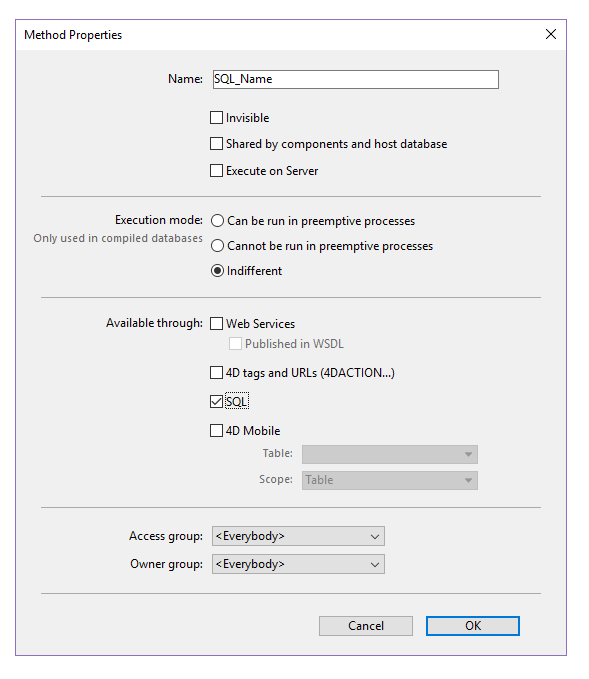 Method Properties
Name: SQL_Name
Invisible
Shared by components and host database
Execute on Server
Execution mode: Can be run in preemptive processes
Only used in compiled databases
Cannot be run in preemptive processes
Indifferent
Available through: Web Services
Published in WSDL
4D tags and URLs (4DACTION...)
SQL
4D Mobile
Table:
Scope: Table
Access group: <Everybody>
Owner group: <Everybody>
Cancel OK